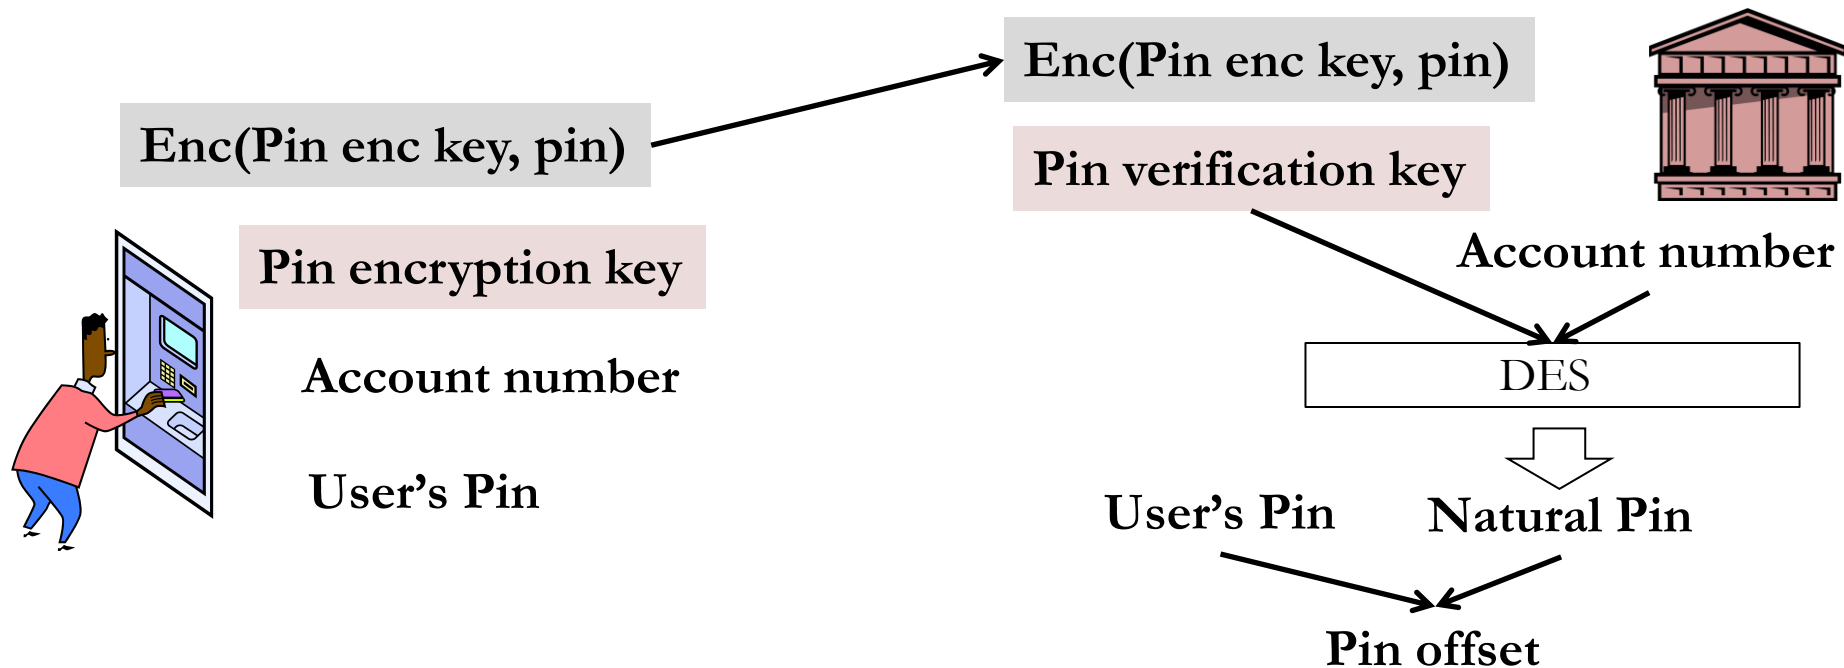 Enc(Pin enc key, pin)
Pin encryption key
Account number
User’s Pin
Enc(Pin enc key, pin)
Pin verification key
Account number
DES
User’s Pin
Natural Pin
Pin offset